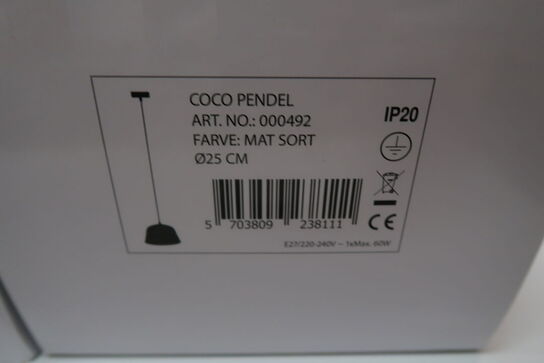 COCO PENDEL
ART. NO.: 000492
FARVE: MAT SORT
Ø25 CM
IP20
5 703809 238111
CE
E27/220-240V ~ 1xMax. 60W